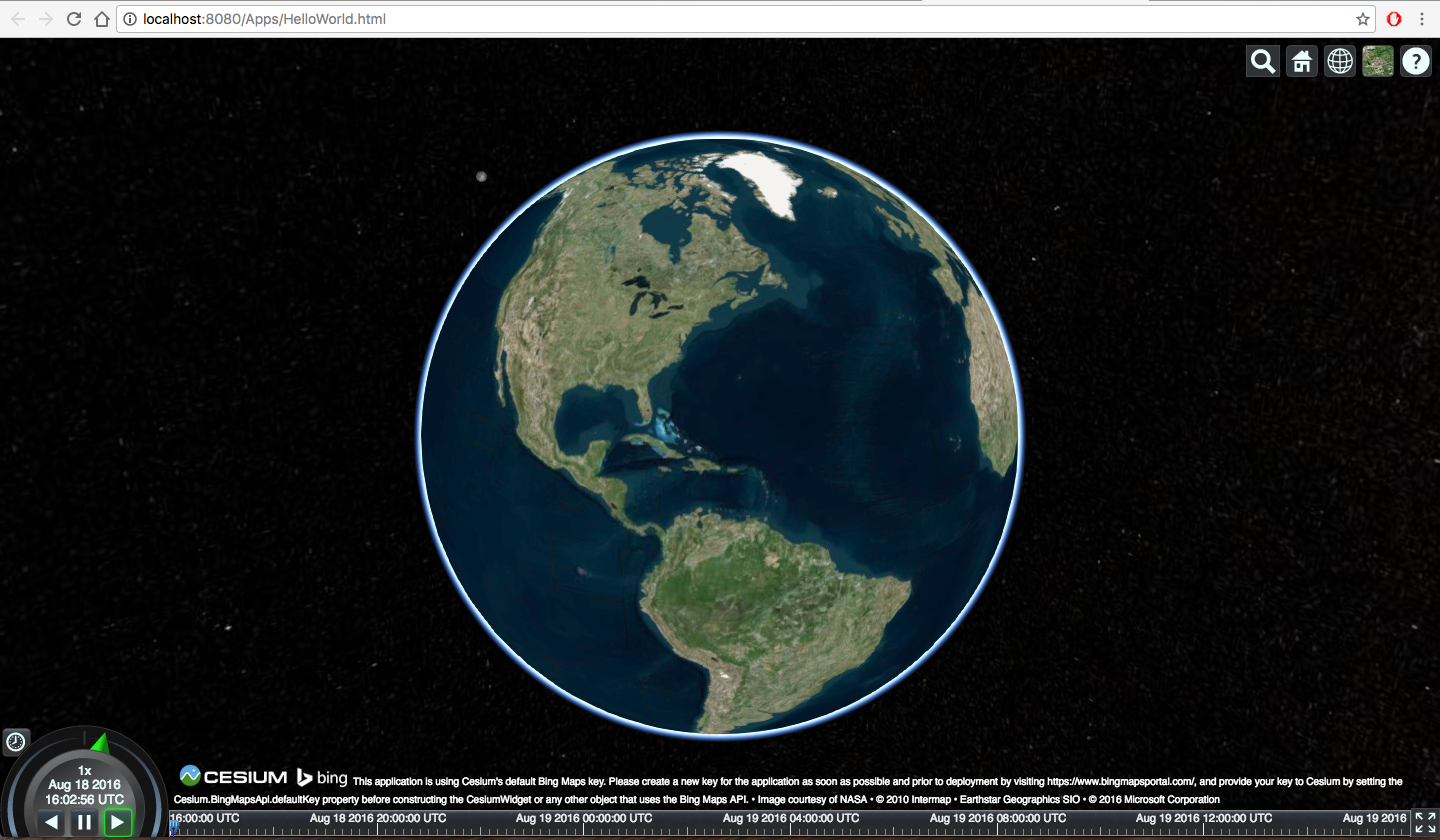 localhost:8080/Apps/HelloWorld.html
?
1x
Aug 18 2016
16:02:56 UTC
CESIUM bing This application is using Cesium's default Bing Maps key. Please create a new key for the application as soon as possible and prior to deployment by visiting https://www.bingmapsportal.com/, and provide your key to Cesium by setting the
Cesium.BingMapsApi.defaultKey property before constructing the CesiumWidget or any other object that uses the Bing Maps API. • Image courtesy of NASA • © 2010 Intermap • Earthstar Geographics SIO • © 2016 Microsoft Corporation
16:00:00 UTC Aug 18 2016 20:00:00 UTC Aug 19 2016 00:00:00 UTC Aug 19 2016 04:00:00 UTC Aug 19 2016 08:00:00 UTC Aug 19 2016 12:00:00 UTC Aug 19 2016